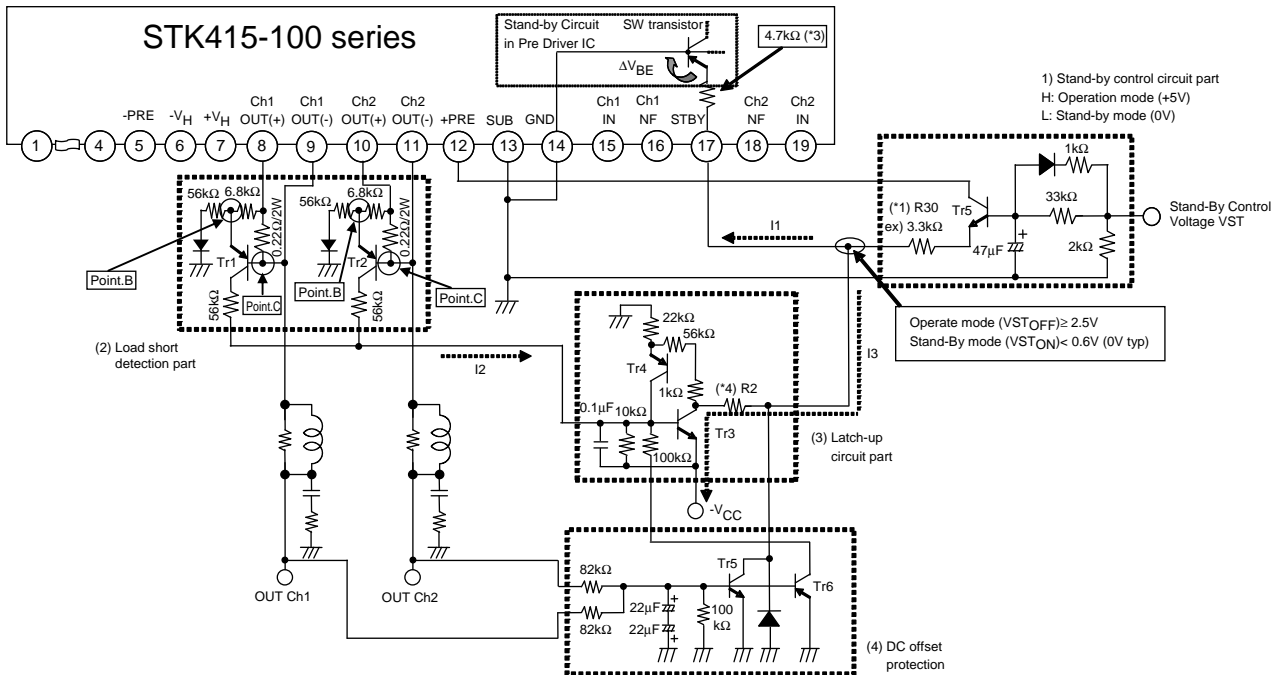 STK415-100 series
Stand-by Circuit
in Pre Driver IC
SW transistor
ΔVBE
4.7kΩ (*3)
1) Stand-by control circuit part
H: Operation mode (+5V)
L: Stand-by mode (0V)
-PRE
-VH
+VH
Ch1
OUT(+)
Ch1
OUT(-)
Ch2
OUT(+)
Ch2
OUT(-)
+PRE
SUB
GND
Ch1
IN
Ch1
NF
STBY
Ch2
NF
Ch2
IN
1
4
5
6
7
8
9
10
11
12
13
14
15
16
17
18
19
56kΩ
6.8kΩ
0.22Ω/2W
Tr1
Point.B
Point.C
56kΩ
56kΩ
6.8kΩ
0.22Ω/2W
Tr2
Point.B
Point.C
56kΩ
(2) Load short
detection part
I1
I2
I3
(*1) R30
ex) 3.3kΩ
Tr5
1kΩ
33kΩ
47μF
+
2kΩ
Stand-By Control
Voltage VST
Operate mode (VSTOFF)≥ 2.5V
Stand-By mode (VSTON)< 0.6V (0V typ)
22kΩ
56kΩ
Tr4
1kΩ
(*4) R2
0.1μF
10kΩ
Tr3
100kΩ
(3) Latch-up
circuit part
-VCC
OUT Ch1
OUT Ch2
82kΩ
82kΩ
22μF
+
22μF
+
100
kΩ
Tr5
Tr6
(4) DC offset
protection